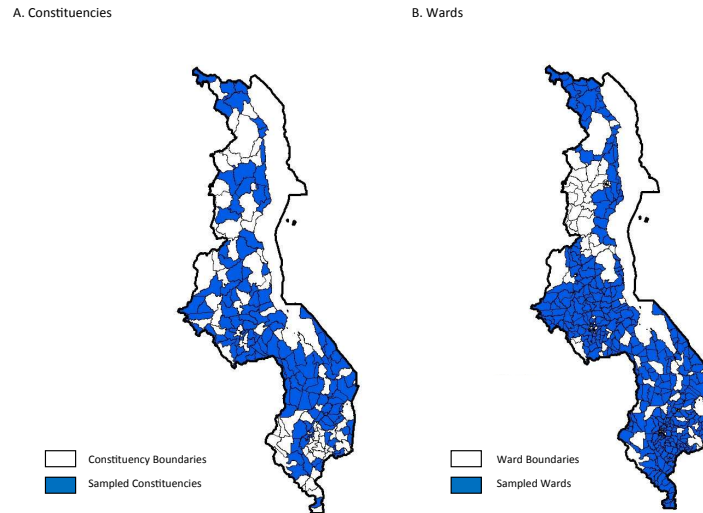 A. Constituencies
B. Wards
Constituency Boundaries
Sampled Constituencies
Ward Boundaries
Sampled Wards